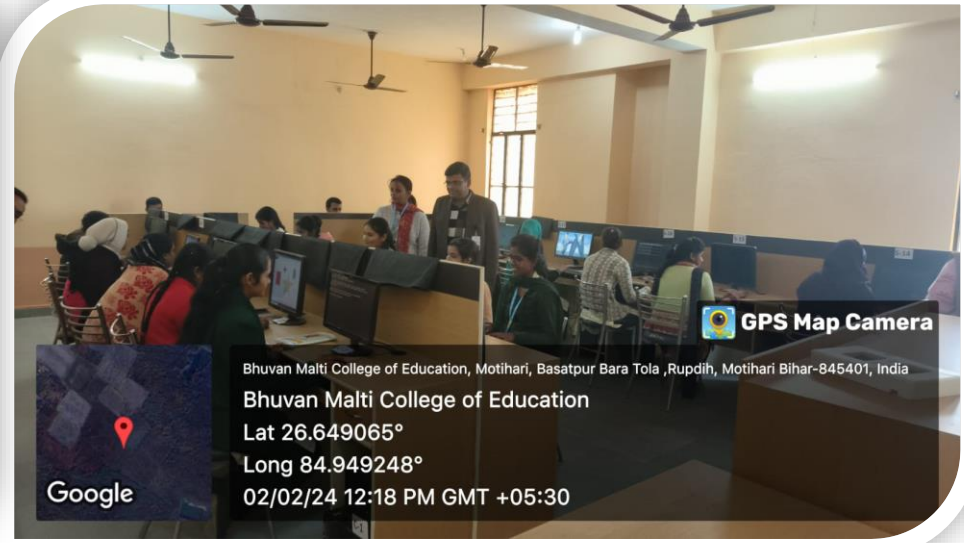 GPS Map Camera
Bhuvan Malti College of Education, Motihari, Basatpur Bara Tola ,Rupdih, Motihari Bihar-845401, India
Bhuvan Malti College of Education
Lat 26.649065°
Long 84.949248°
02/02/24 12:18 PM GMT +05:30
Google